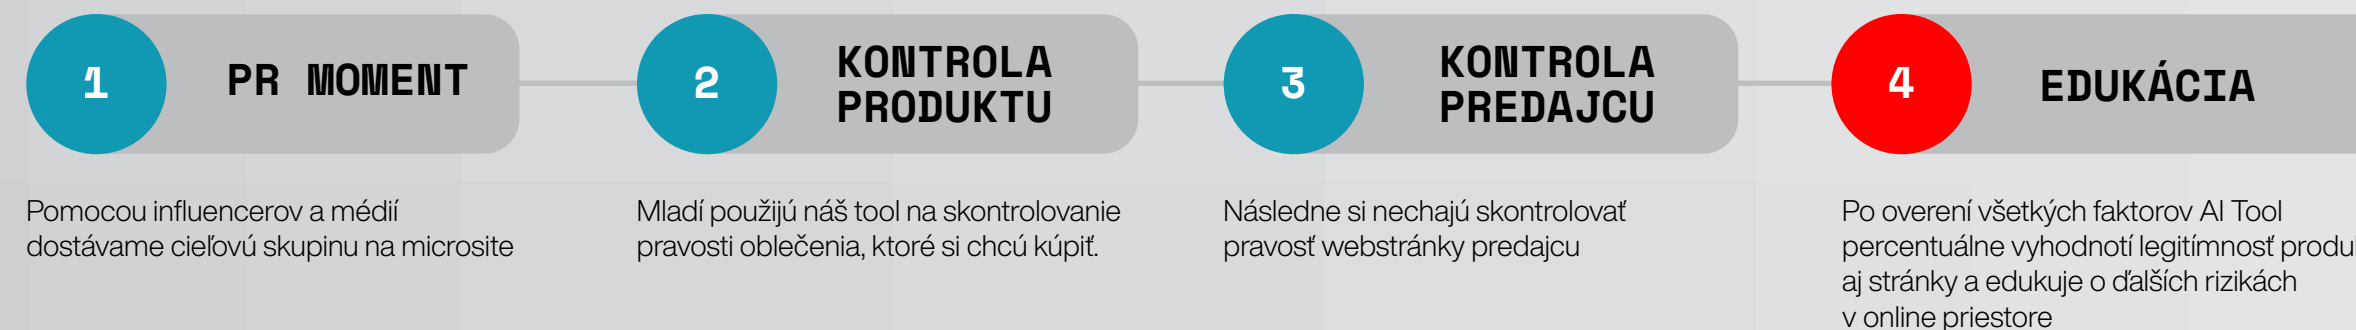 1
PR MOMENT
Pomocou influencerov a médií
dostávame cieľovú skupinu na microsite
2
KONTROLA
PRODUKTU
Mladí použijú náš tool na skontrolovanie
pravosti oblečenia, ktoré si chcú kúpiť.
3
KONTROLA
PREDAJCU
Následne si nechajú skontrolovať
pravosť webstránky predajcu
4
EDUKÁCIA
Po overení všetkých faktorov AI Tool
percentuálne vyhodnotí legitímnosť
aj stránky a edukuje o ďalších rizikách
v online priestore